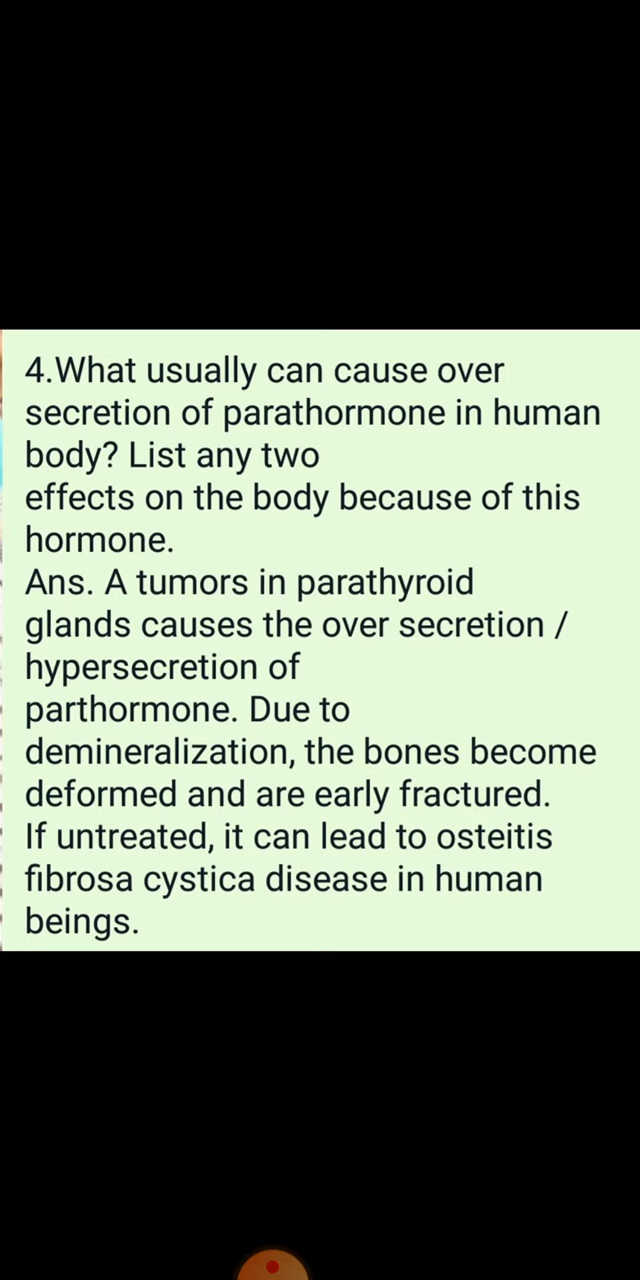 4.What usually can cause over
secretion of parathormone in human
body? List any two
effects on the body because of this
hormone.
Ans. A tumors in parathyroid
glands causes the over secretion /
hypersecretion of
parthormone. Due to
demineralization, the bones become
deformed and are early fractured.
If untreated, it can lead to osteitis
fibrosa cystica disease in human
beings.